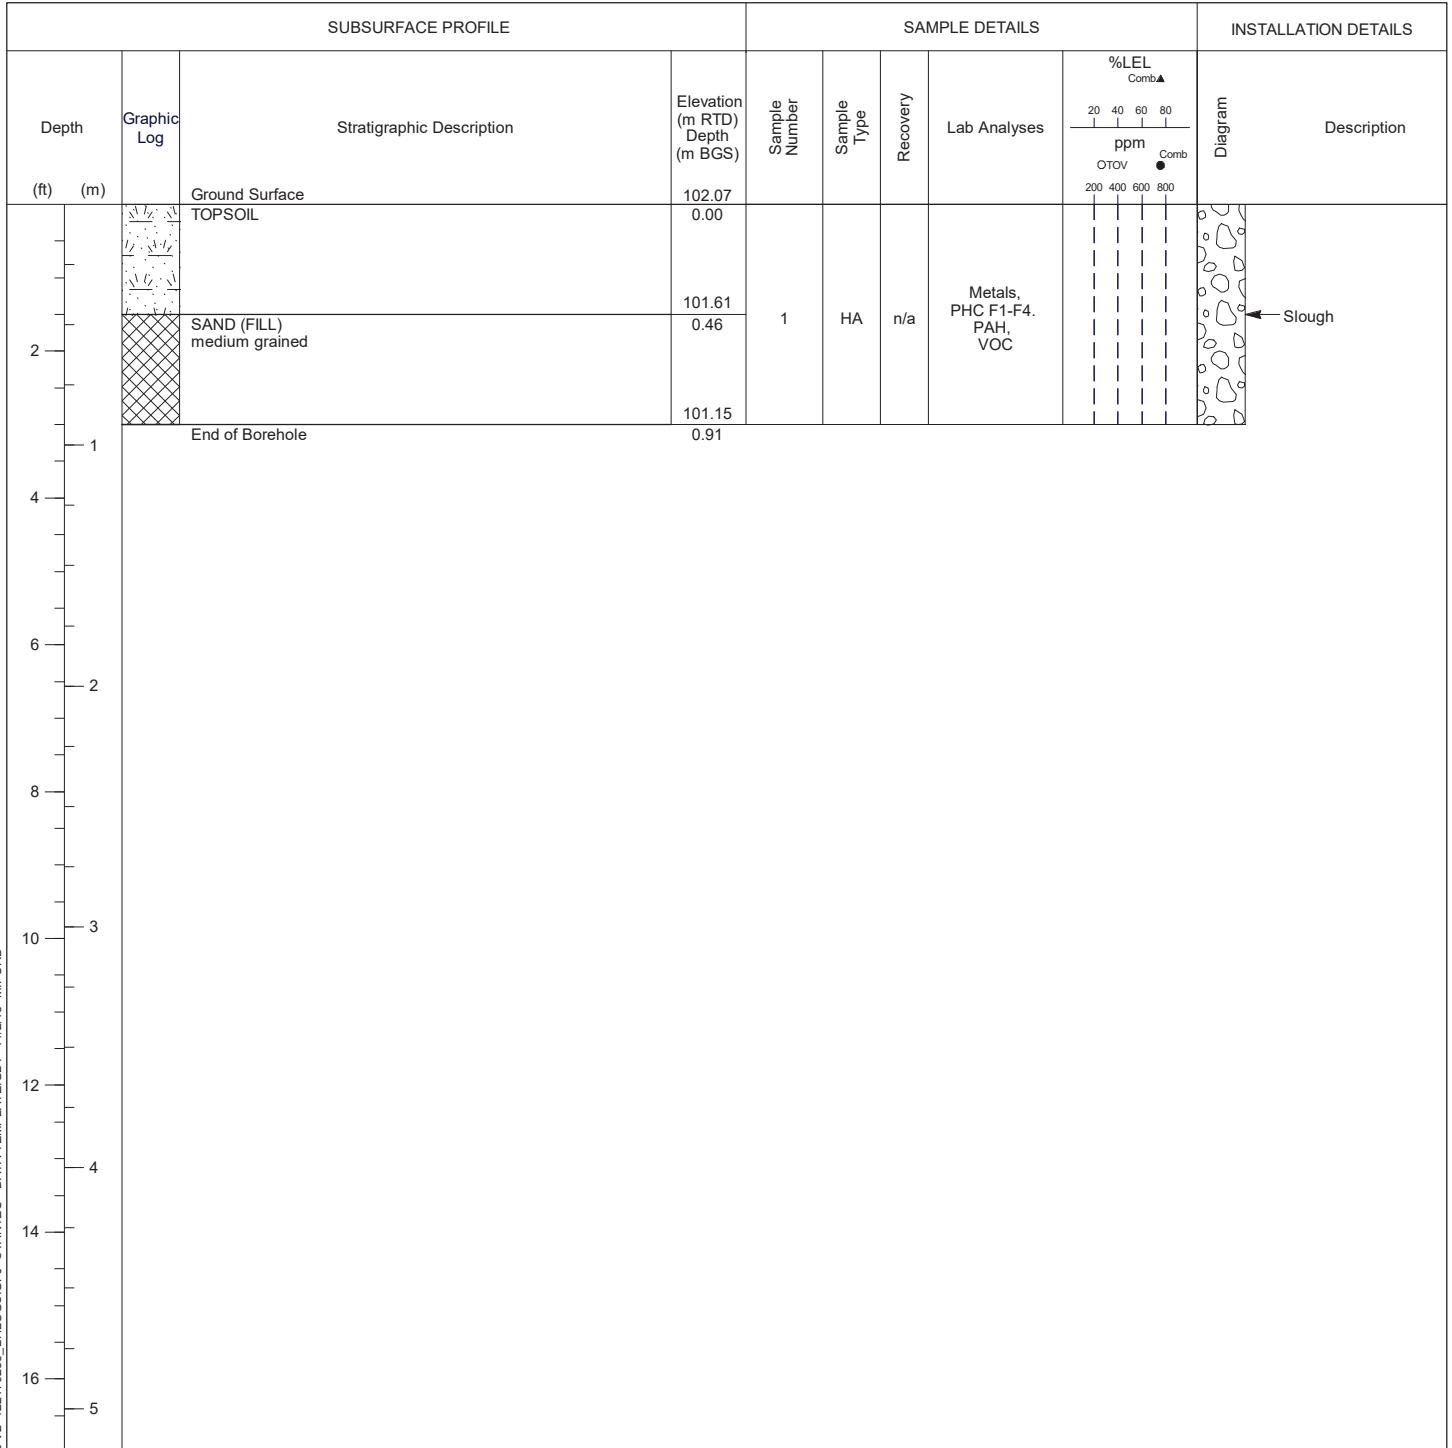 SUBSURFACE PROFILE
SAMPLE DETAILS
INSTALLATION DETAILS
Depth
(ft) (m)
Graphic
Log
Stratigraphic Description
Elevation
(m RTD)
Depth
(m BGS)
Sample
Number
Sample
Type
Recovery
Lab Analyses
%LEL
Comb▲
20 40 60 80
ppm
Comb
OTOV ●
200 400 600 800
Diagram
Description
Ground Surface 102.07
TOPSOIL 0.00
101.61
SAND (FILL) 0.46
medium grained
101.15
End of Borehole 0.91
1
HA
n/a
Metals,
PHC F1-F4.
PAH,
VOC
Slough
2
1
4
6
2
8
3
10
12
4
14
16
5